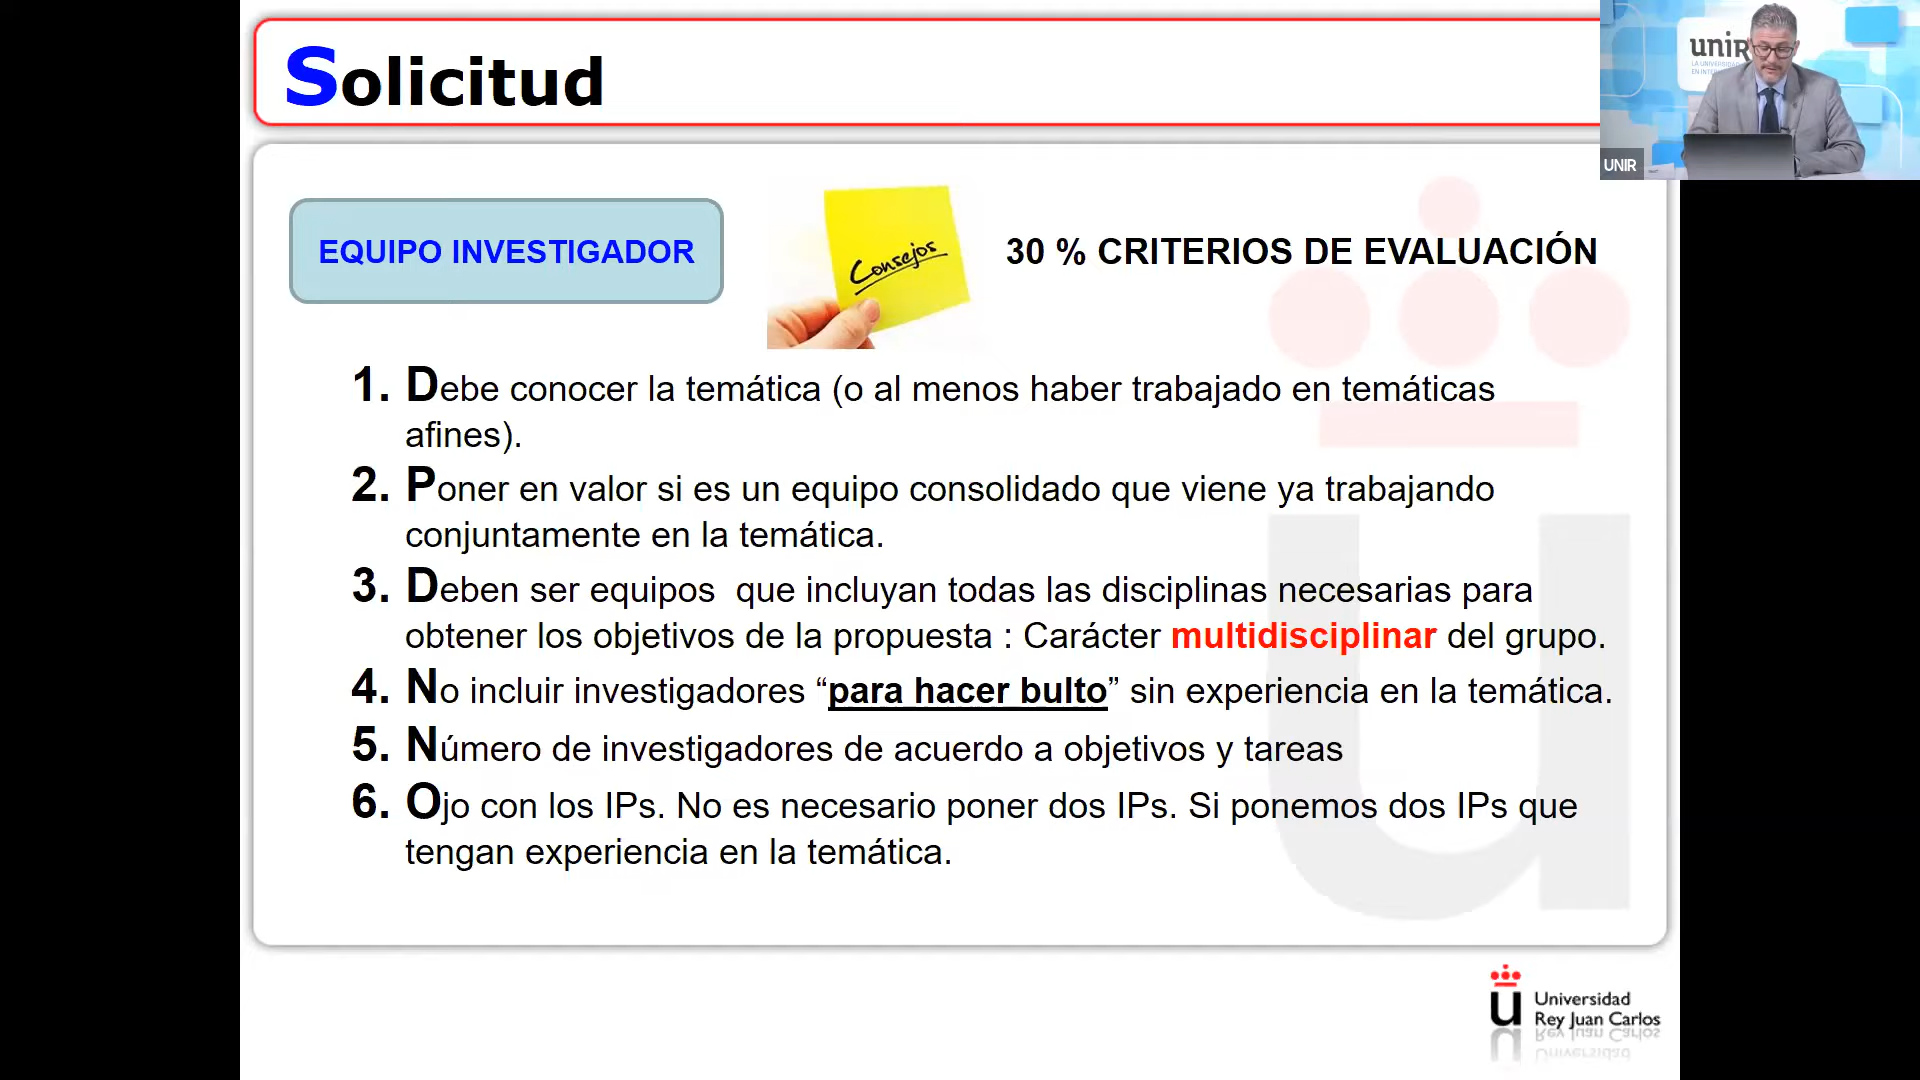 Solicitud
uniR
LA UNIVERSIDAD
EN INTERNET
UNIR
EQUIPO INVESTIGADOR
Consejos
30 % CRITERIOS DE EVALUACIÓN
1. Debe conocer la temática (o al menos haber trabajado en temáticas
afines).
2. Poner en valor si es un equipo consolidado que viene ya trabajando
conjuntamente en la temática.
3. Deben ser equipos  que incluyan todas las disciplinas necesarias para
obtener los objetivos de la propuesta : Carácter multidisciplinar del grupo.
4. No incluir investigadores “para hacer bulto” sin experiencia en la temática.
5. Número de investigadores de acuerdo a objetivos y tareas
6. Ojo con los IPs. No es necesario poner dos IPs. Si ponemos dos IPs que
tengan experiencia en la temática.
u Universidad
Rey Juan Carlos